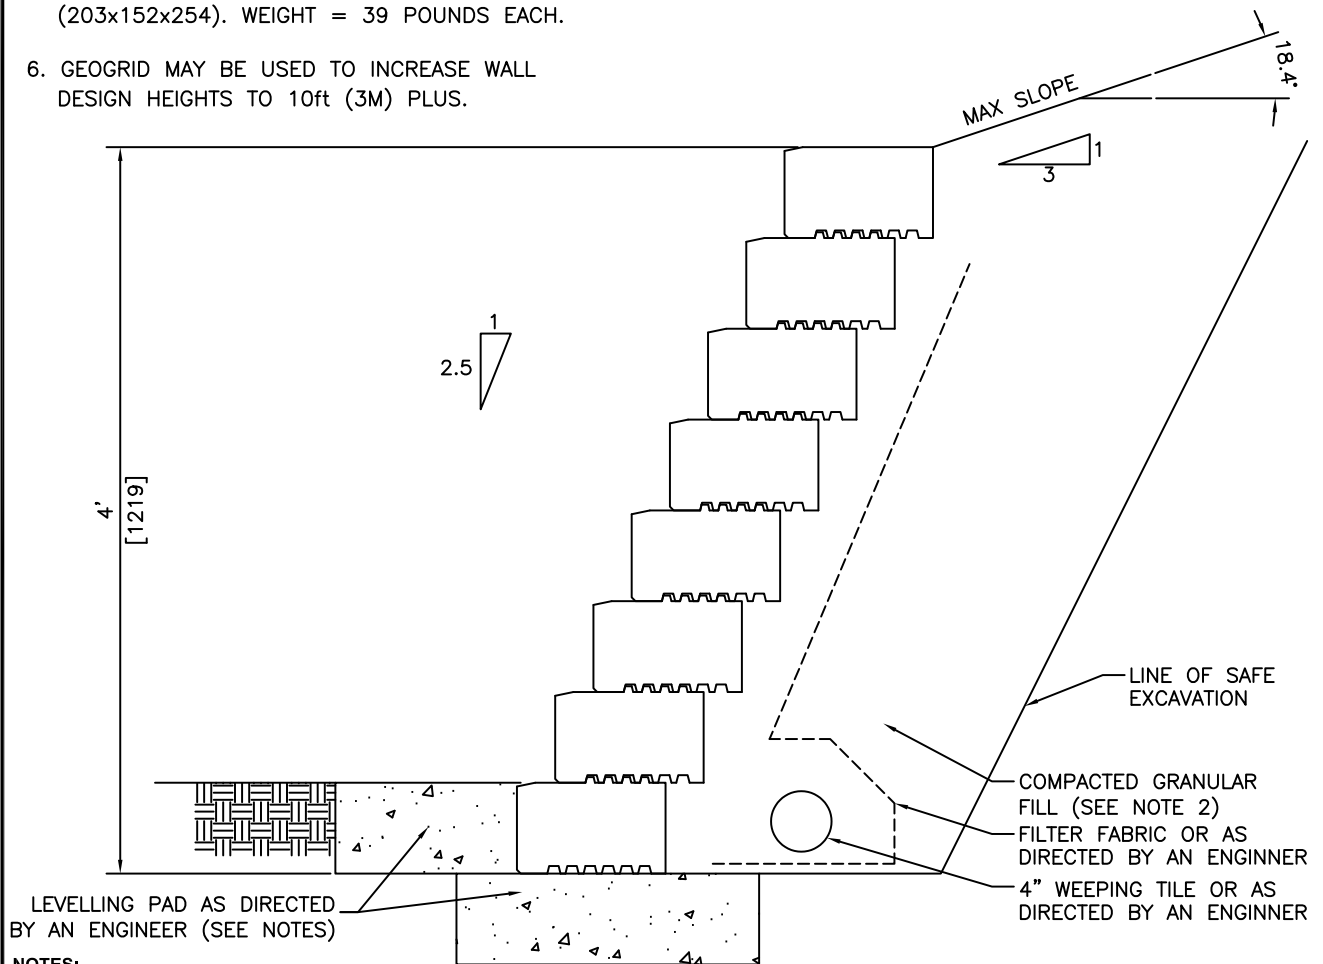 (203x152x254). WEIGHT = 39 POUNDS EACH.
6. GEOGRID MAY BE USED TO INCREASE WALL
DESIGN HEIGHTS TO 10ft (3M) PLUS.
18.4°
MAX SLOPE
1
3
1
2.5
4'
[1219]
LINE OF SAFE
EXCAVATION
COMPACTED GRANULAR
FILL (SEE NOTE 2)
FILTER FABRIC OR AS
DIRECTED BY AN ENGINNER
4" WEEPING TILE OR AS
DIRECTED BY AN ENGINNER
LEVELLING PAD AS DIRECTED
BY AN ENGINEER (SEE NOTES)
NOTES: